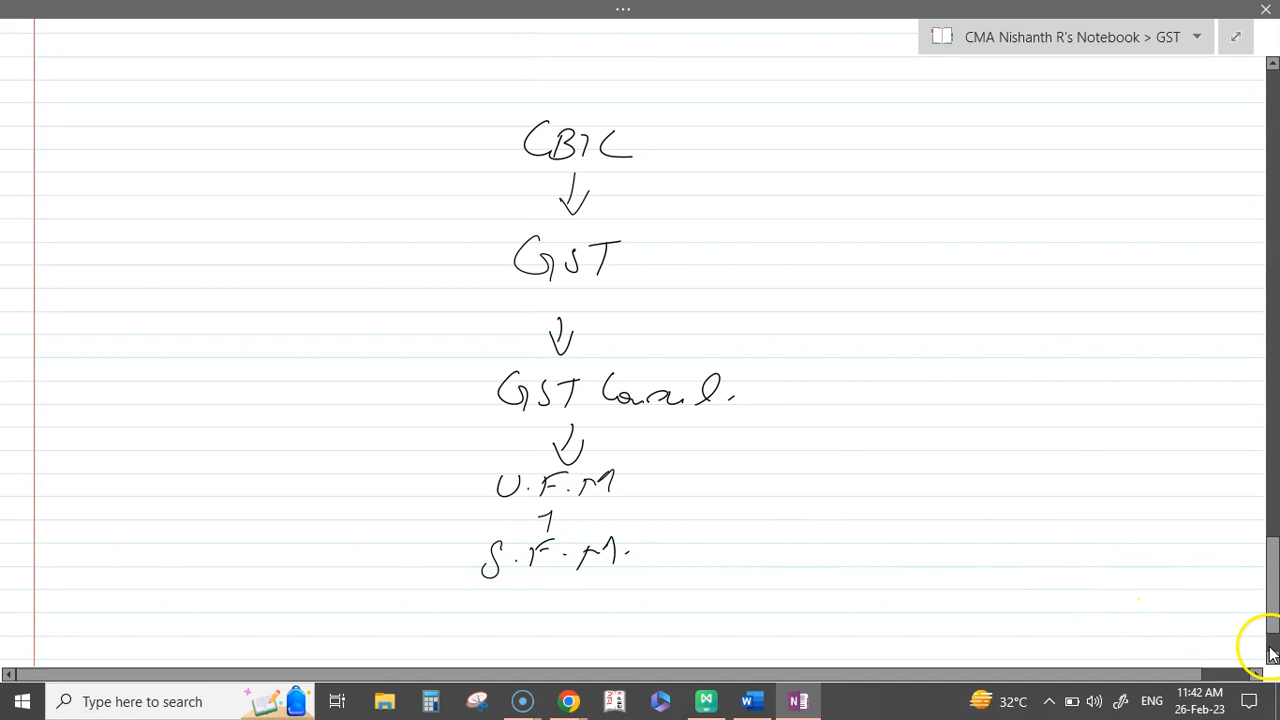 ...
CMA Nishanth R's Notebook > GST
CBIC
GST
GST Council.
U.F.M
S.F.M.
Type here to search
32°C
ENG
11:42 AM
26-Feb-23